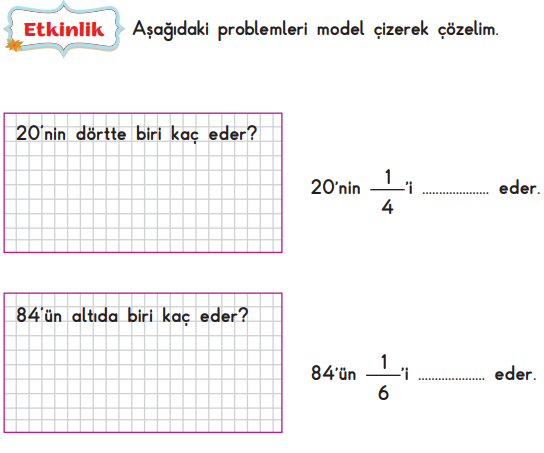 Etkinlik Aşağıdaki problemleri model çizerek çözelim.
20'nin dörtte biri kaç eder?
20'nin 1/4'i .................... eder.
84'ün altıda biri kaç eder?
84'ün 1/6'i .................... eder.